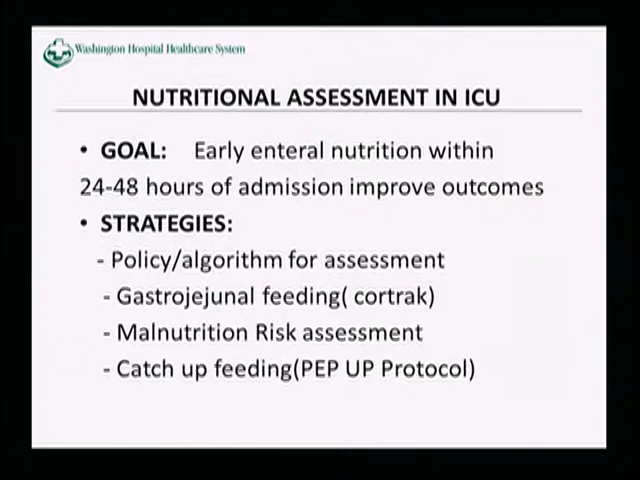 Washington Hospital Healthcare System
NUTRITIONAL ASSESSMENT IN ICU
• GOAL: Early enteral nutrition within
24-48 hours of admission improve outcomes
• STRATEGIES:
- Policy/algorithm for assessment
- Gastrojejunal feeding( cortrak)
- Malnutrition Risk assessment
- Catch up feeding(PEP UP Protocol)